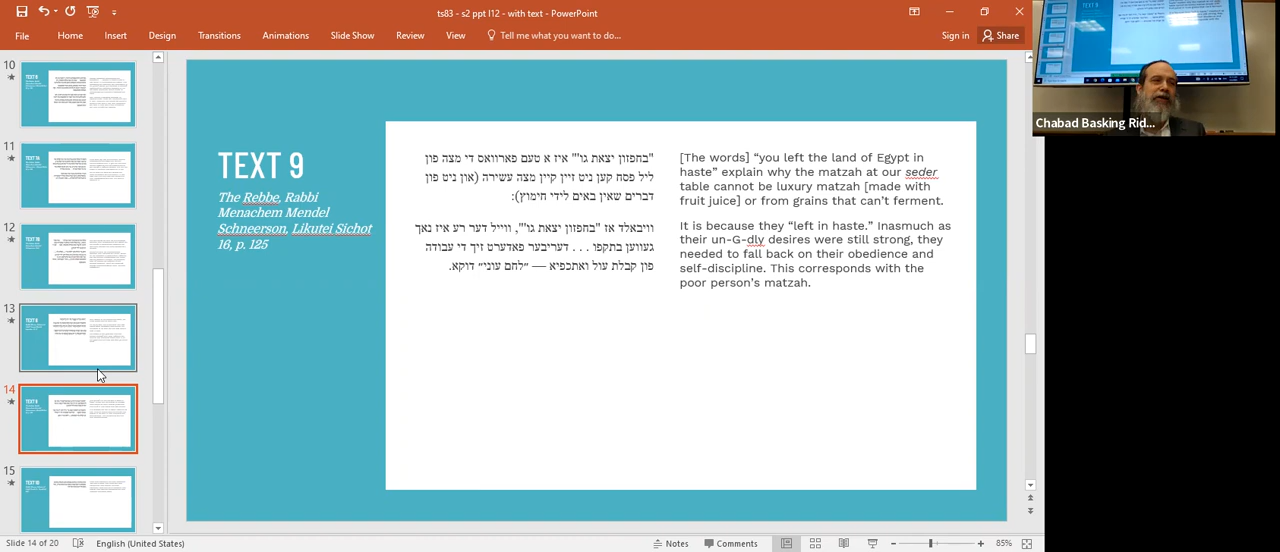 ts83 - s2 ppt l12 - with text - PowerPoint
File Home Insert Design Transitions Animations Slide Show Review View Tell me what you want to do... Sign in Share
Chabad Basking Rid...
10
11
12
13
14
15
TEXT 9
The Rebbe, Rabbi
Menachem Mendel
Schneerson, Likutei Sichot
16, p. 125
"בחפזון יצאת גו'" איז א טעם פארוואס די מצה פון
ליל פסח קען ניט זיין קיין מצה עשירה (און ניט פון
דברים שאין באים לידי חימוץ):
וויבאלד אז "בחפזון יצאת גו'", ווייל דער רע איז נאך
געווען בתקפו . . . דעריבער פאדערט זיך די עבודה
פון קבלת עול ואתכפיא — "לחם עוני" דוקא.
[The words] “you left the land of Egypt in
haste” explain why the matzah at our seder
table cannot be luxury matzah [made with
fruit juice] or from grains that can’t ferment.
It is because they “left in haste.” Inasmuch as
their un-G-dly desires were still strong, they
needed to fall back on their obedience and
self-discipline. This corresponds with the
poor person’s matzah.
Slide 14 of 20 English (United States) Notes Comments 85%